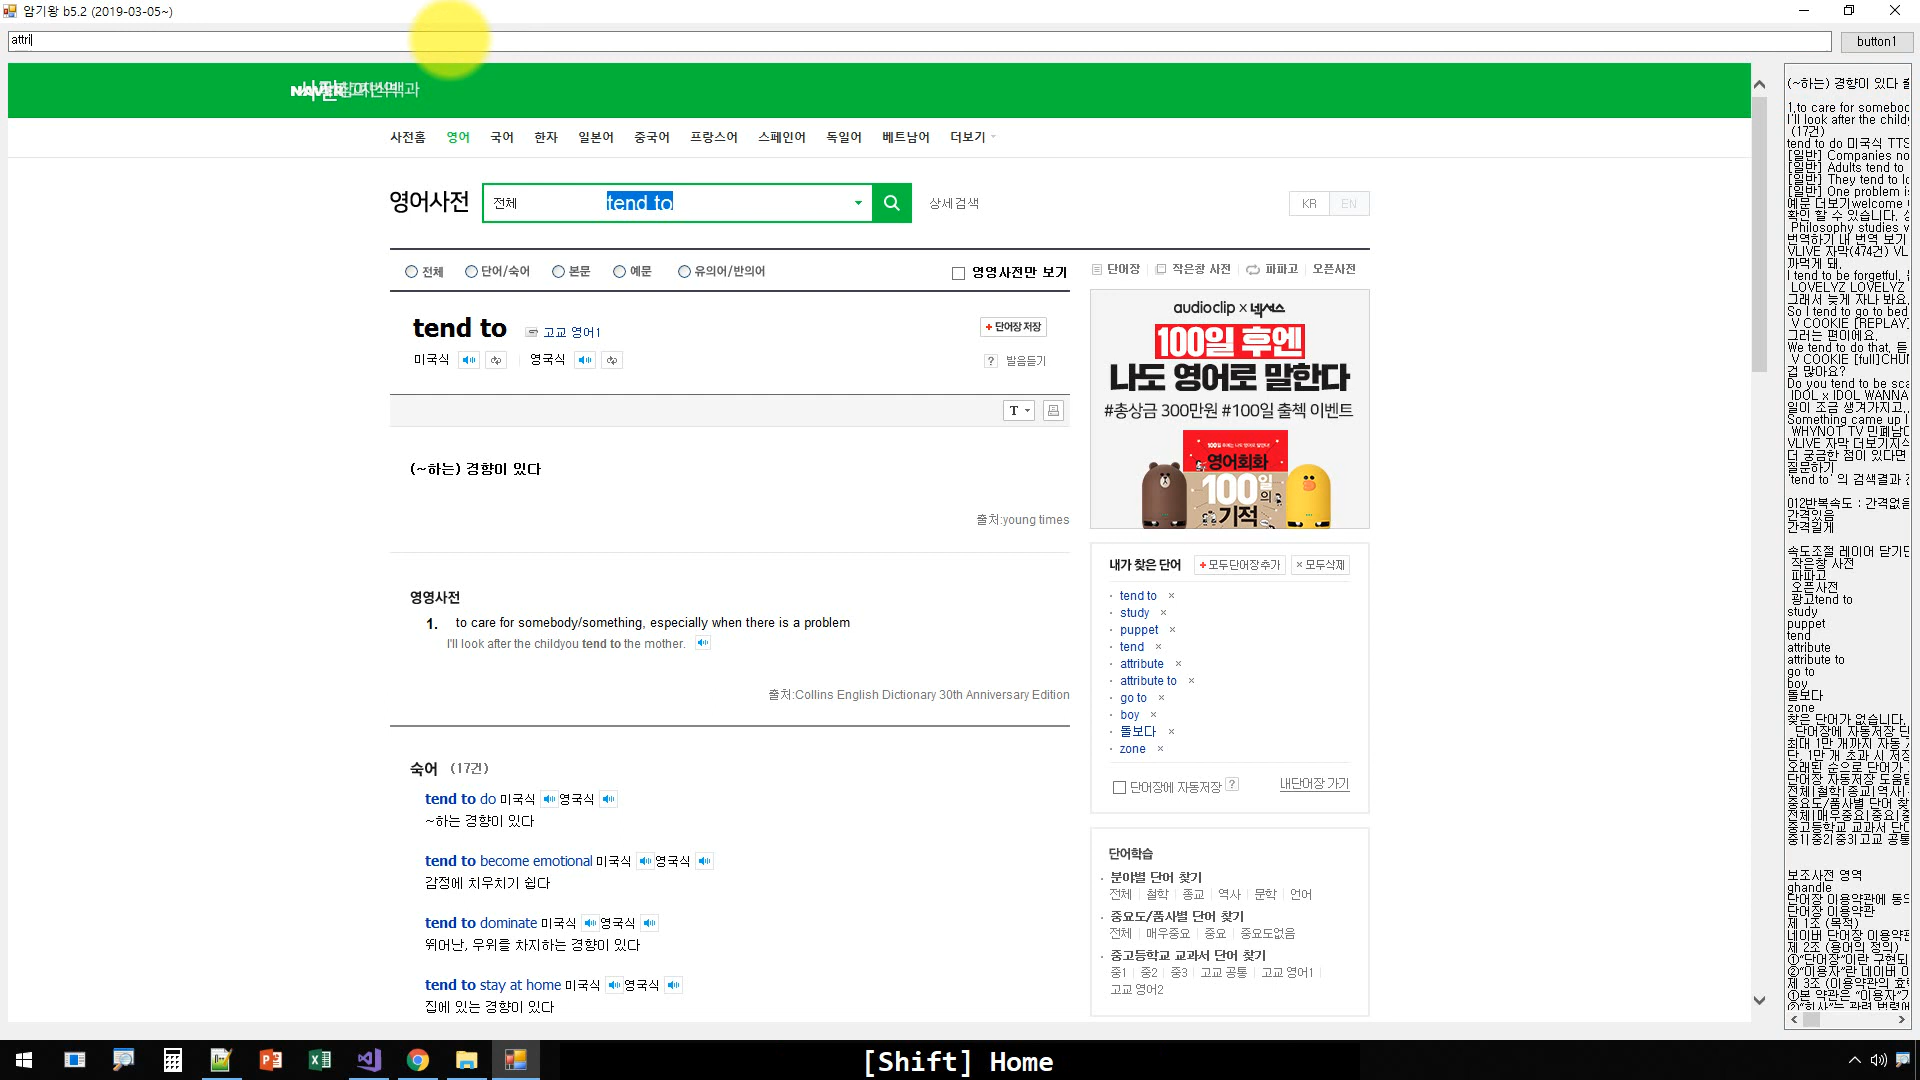 암기왕 b5.2 (2019-03-05~)
attri
button1
사전홈 영어 국어 한자 일본어 중국어 프랑스어 스페인어 독일어 베트남어 더보기
영어사전 전체 tend to 상세검색 KR EN
전체 단어/숙어 본문 예문 유의어/반의어 영영사전만 보기
단어장 작은창 사전 파파고 오픈사전
tend to 고교 영어1
+ 단어장 저장
미국식 영국식
? 발음듣기
T
(~하는) 경향이 있다
출처:young times
영영사전
1. to care for somebody/something, especially when there is a problem
I'll look after the childyou tend to the mother.
출처:Collins English Dictionary 30th Anniversary Edition
숙어 (17건)
tend to do 미국식 영국식
~하는 경향이 있다
tend to become emotional 미국식 영국식
감정에 치우치기 쉽다
tend to dominate 미국식 영국식
뛰어난, 우위를 차지하는 경향이 있다
tend to stay at home 미국식 영국식
집에 있는 경향이 있다
audioclip x 넥서스
100일 후엔
나도 영어로 말한다
#총상금 300만원 #100일 출첵 이벤트
영어회화
100일의
기적
내가 찾은 단어 + 모두단어장추가 × 모두삭제
tend to ×
study ×
puppet ×
tend ×
attribute ×
attribute to ×
go to ×
boy ×
돌보다 ×
zone ×
단어장에 자동저장 ? 내단어장 가기
단어학습
분야별 단어 찾기
전체 철학 종교 역사 문학 언어
중요도/품사별 단어 찾기
전체 매우중요 중요 중요도없음
중고등학교 교과서 단어 찾기
중1 중2 중3 고교 공통 고교 영어1
고교 영어2
(~하는) 경향이 있다
1.to care for somebod
I'll look after the child
(17건)
tend to do 미국식 TTS
[일반] Companies no
[일반] Adults tend to
[일반] They tend to lo
[일반] One problem is
예문 더보기welcome
확인 할 수 있습니다.
Philosophy studies
번역하기 내 번역 보기
VLIVE 자막(474건) VL
까먹게 돼.
I tend to be forgetful,
LOVELYZ LOVELYZ
그래서 늦게 자나 봐요.
So I tend to go to bed
V COOKIE [REPLAY]
그러는 편이에요.
We tend to do that, 듣
V COOKIE [full]CHU
겁 많아요?
Do you tend to be sca
IDOL x IDOL WANNA
일이 조금 생겨가지고.
Something came up
WHYNOT TV 민폐남
VLIVE 자막 더보기지식
더 궁금한 점이 있다면
질문하기
'tend to' 의 검색결과
012반복속도 : 간격없음
간격있음
간격길게
속도조절 레이어 닫기
작은창 사전
파파고
오픈사전
광고tend to
study
puppet
tend
attribute
attribute to
go to
boy
돌보다
zone
찾은 단어가 없습니다.
단어장에 자동저장
최대 1만 개까지 자동
단, 1만 개 초과 시 저장
오래된 순으로 단어가
단어장 자동저장 도움말
전체|철학|종교|역사|
중요도/품사별 단어 찾
전체|매우중요|중요|
중고등학교 교과서 단어
중1|중2|중3|고교 공통
보조사전 영역
ghandle
단어장 이용약관에 동의
단어장 이용약관
제 1조 (목적)
네이버 단어장 이용약관
제 2조 (용어의 정의)
①“단어장”이란 구현되
②“이용자”란 네이버
제 3조 (이용약관의 효
①본 약관은 “이용자”가
②“회사”는 관련 법령에
[Shift] Home